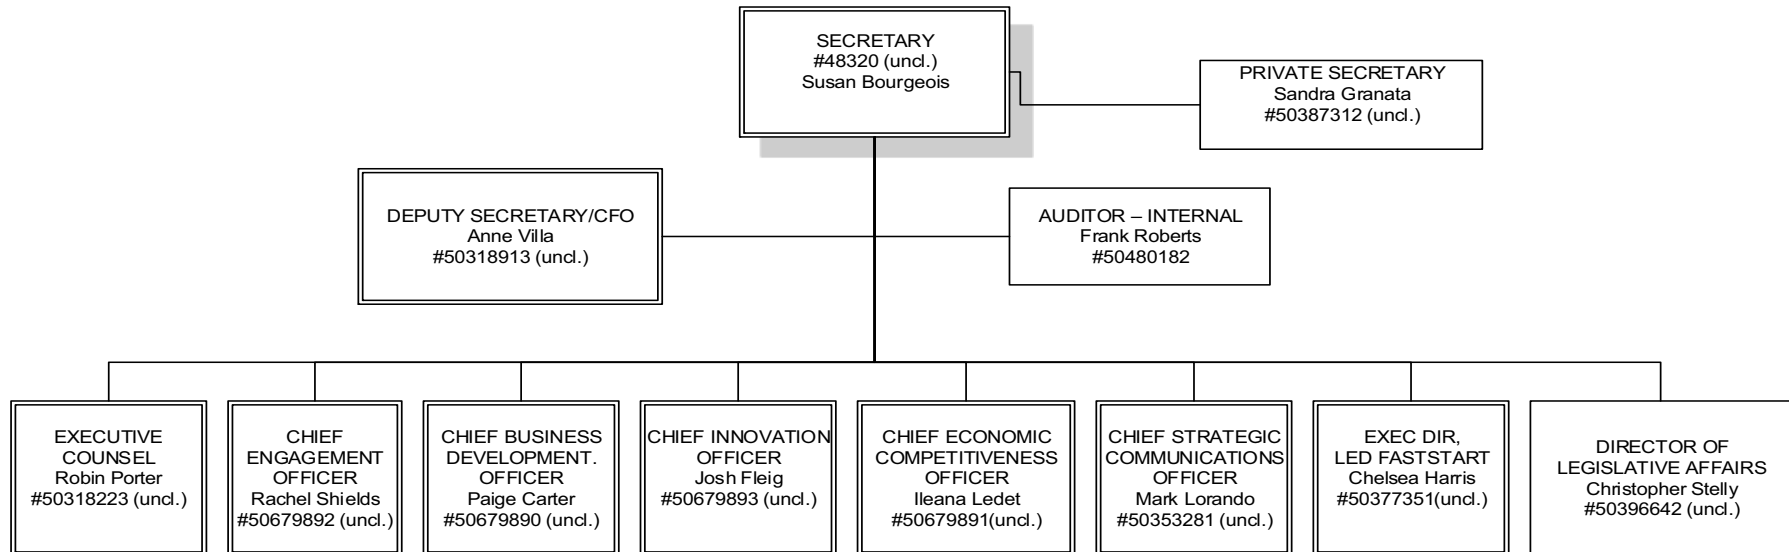 SECRETARY
#48320 (uncl.)
Susan Bourgeois
PRIVATE SECRETARY
Sandra Granata
#50387312 (uncl.)
DEPUTY SECRETARY/CFO
Anne Villa
#50318913 (uncl.)
AUDITOR – INTERNAL
Frank Roberts
#50480182
EXECUTIVE
COUNSEL
Robin Porter
#50318223 (uncl.)
CHIEF
ENGAGEMENT
OFFICER
Rachel Shields
#50679892 (uncl.)
CHIEF BUSINESS
DEVELOPMENT.
OFFICER
Paige Carter
#50679890 (uncl.)
CHIEF INNOVATION
OFFICER
Josh Fleig
#50679893 (uncl.)
CHIEF ECONOMIC
COMPETITIVENESS
OFFICER
Ileana Ledet
#50679891(uncl.)
CHIEF STRATEGIC
COMMUNICATIONS
OFFICER
Mark Lorando
#50353281 (uncl.)
EXEC DIR,
LED FASTSTART
Chelsea Harris
#50377351(uncl.)
DIRECTOR OF
LEGISLATIVE AFFAIRS
Christopher Stelly
#50396642 (uncl.)